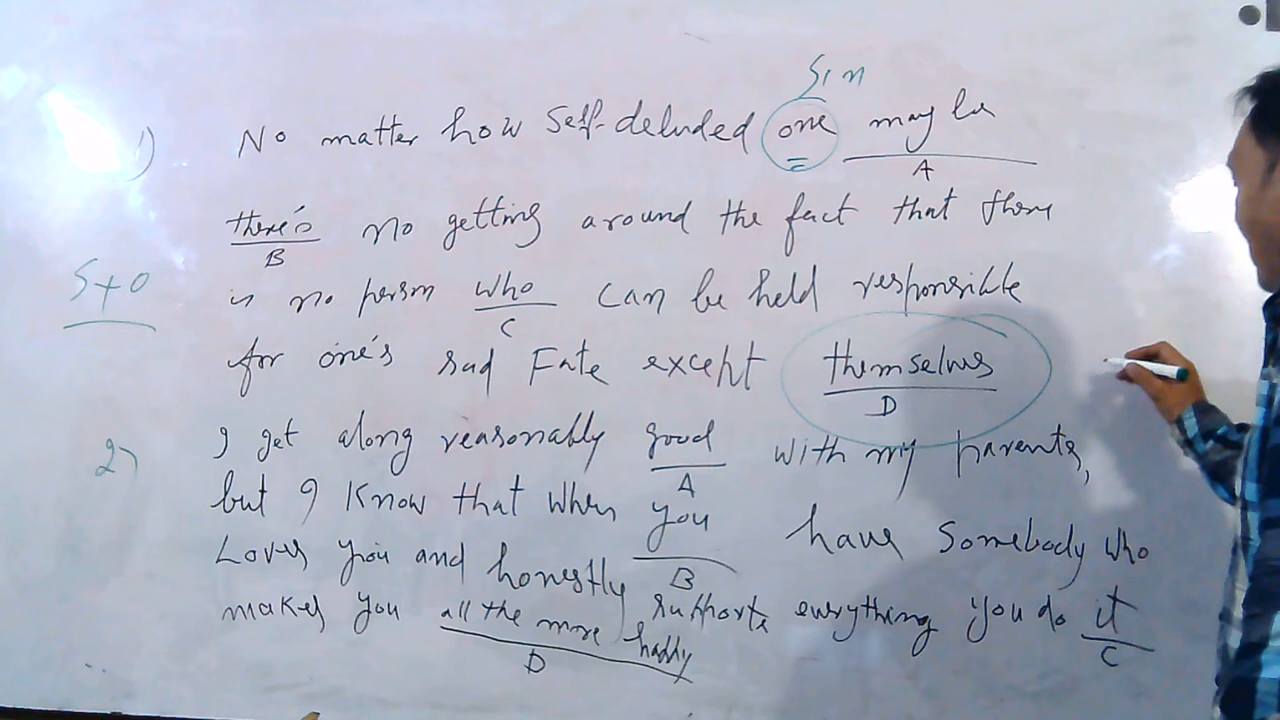 Sin
1) No matter how self-deluded one may be
A
there's no getting around the fact that there
B
S+O is no person who can be held responsible
C
for one's sad Fate except themselves
D
2) I get along reasonably good with my parents,
A
but I know that when you have somebody who
B
Loves you and honestly supports everything you do it
C
makes you all the more happy
D